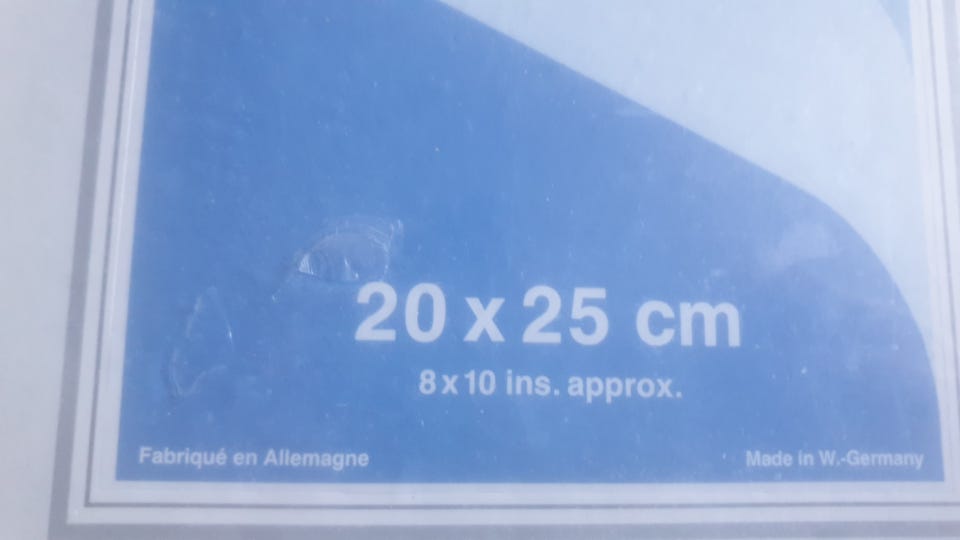 20 x 25 cm
8 x 10 ins. approx.
Fabriqué en Allemagne
Made in W.-Germany